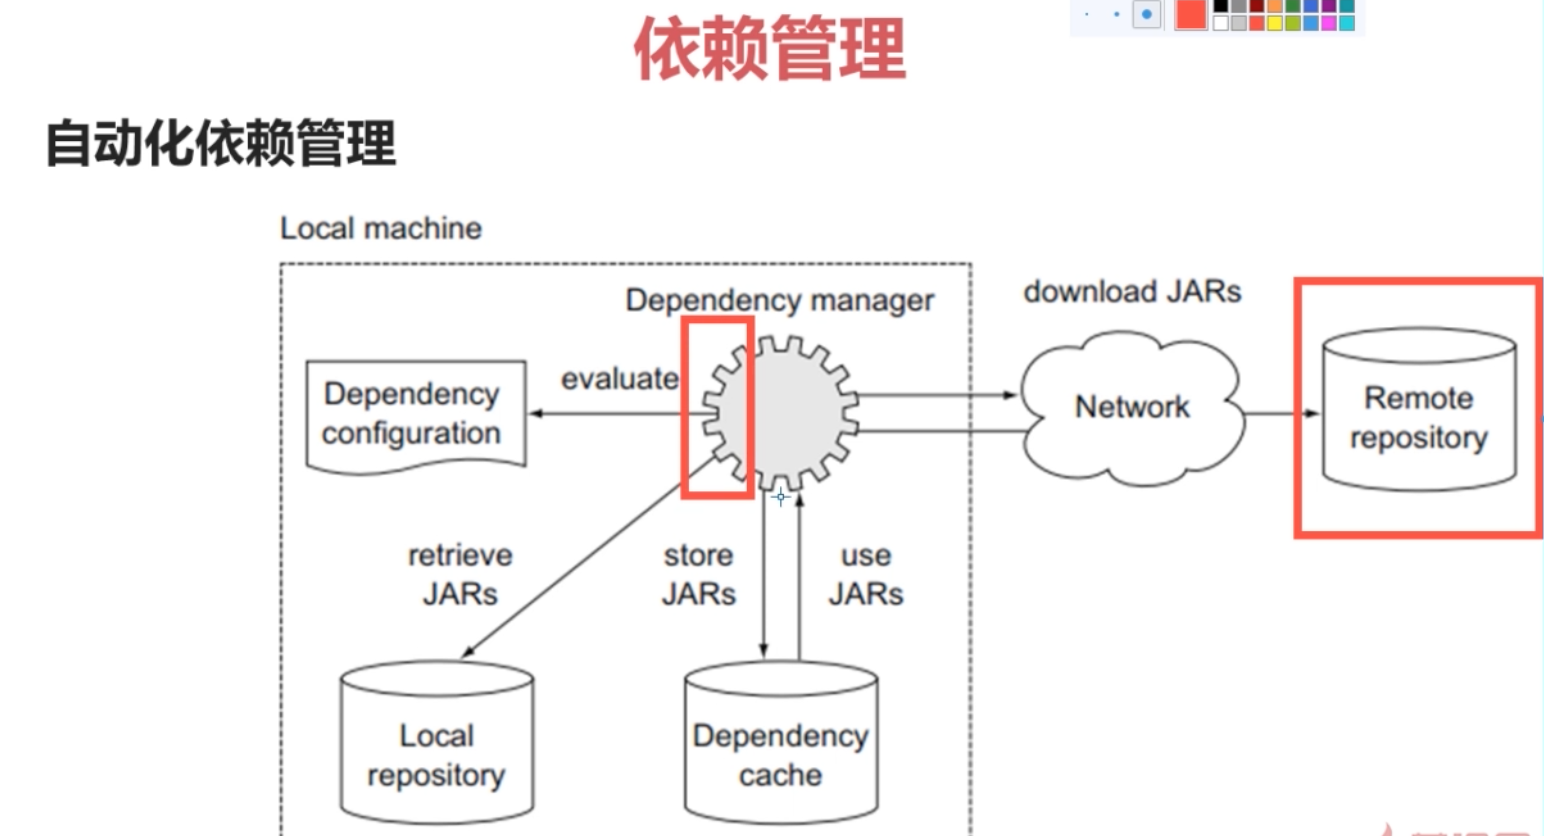 依赖管理
自动化依赖管理
Local machine
Dependency manager
download JARs
evaluate
Dependency
configuration
Network
Remote
repository
retrieve
JARs
store
JARs
use
JARs
Local
repository
Dependency
cache